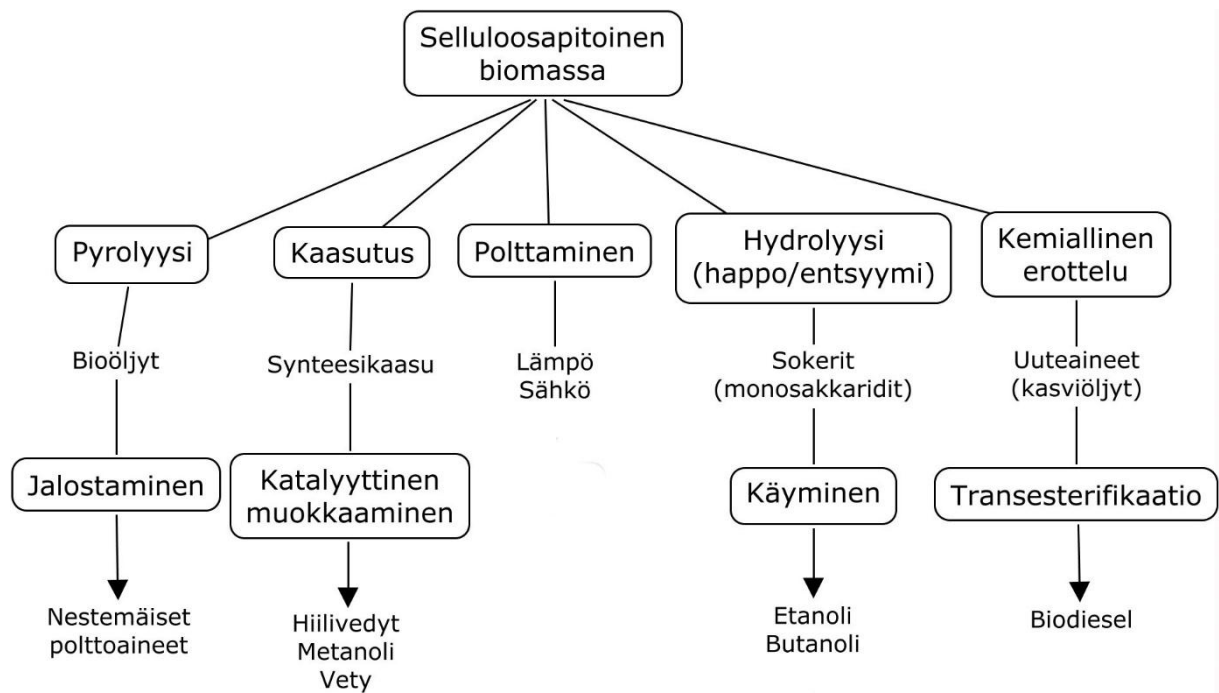 Selluloosapitoinen
biomassa
Pyrolyysi
Kaasutus
Polttaminen
Hydrolyysi
(happo/entsyymi)
Kemiallinen
erottelu
Bioöljyt
Synteesikaasu
Lämpö
Sähkö
Sokerit
(monosakkaridit)
Uuteaineet
(kasviöljyt)
Jalostaminen
Katalyyttinen
muokkaaminen
Käyminen
Transesterifikaatio
Nestemäiset
polttoaineet
Hiilivedyt
Metanoli
Vety
Etanoli
Butanoli
Biodiesel